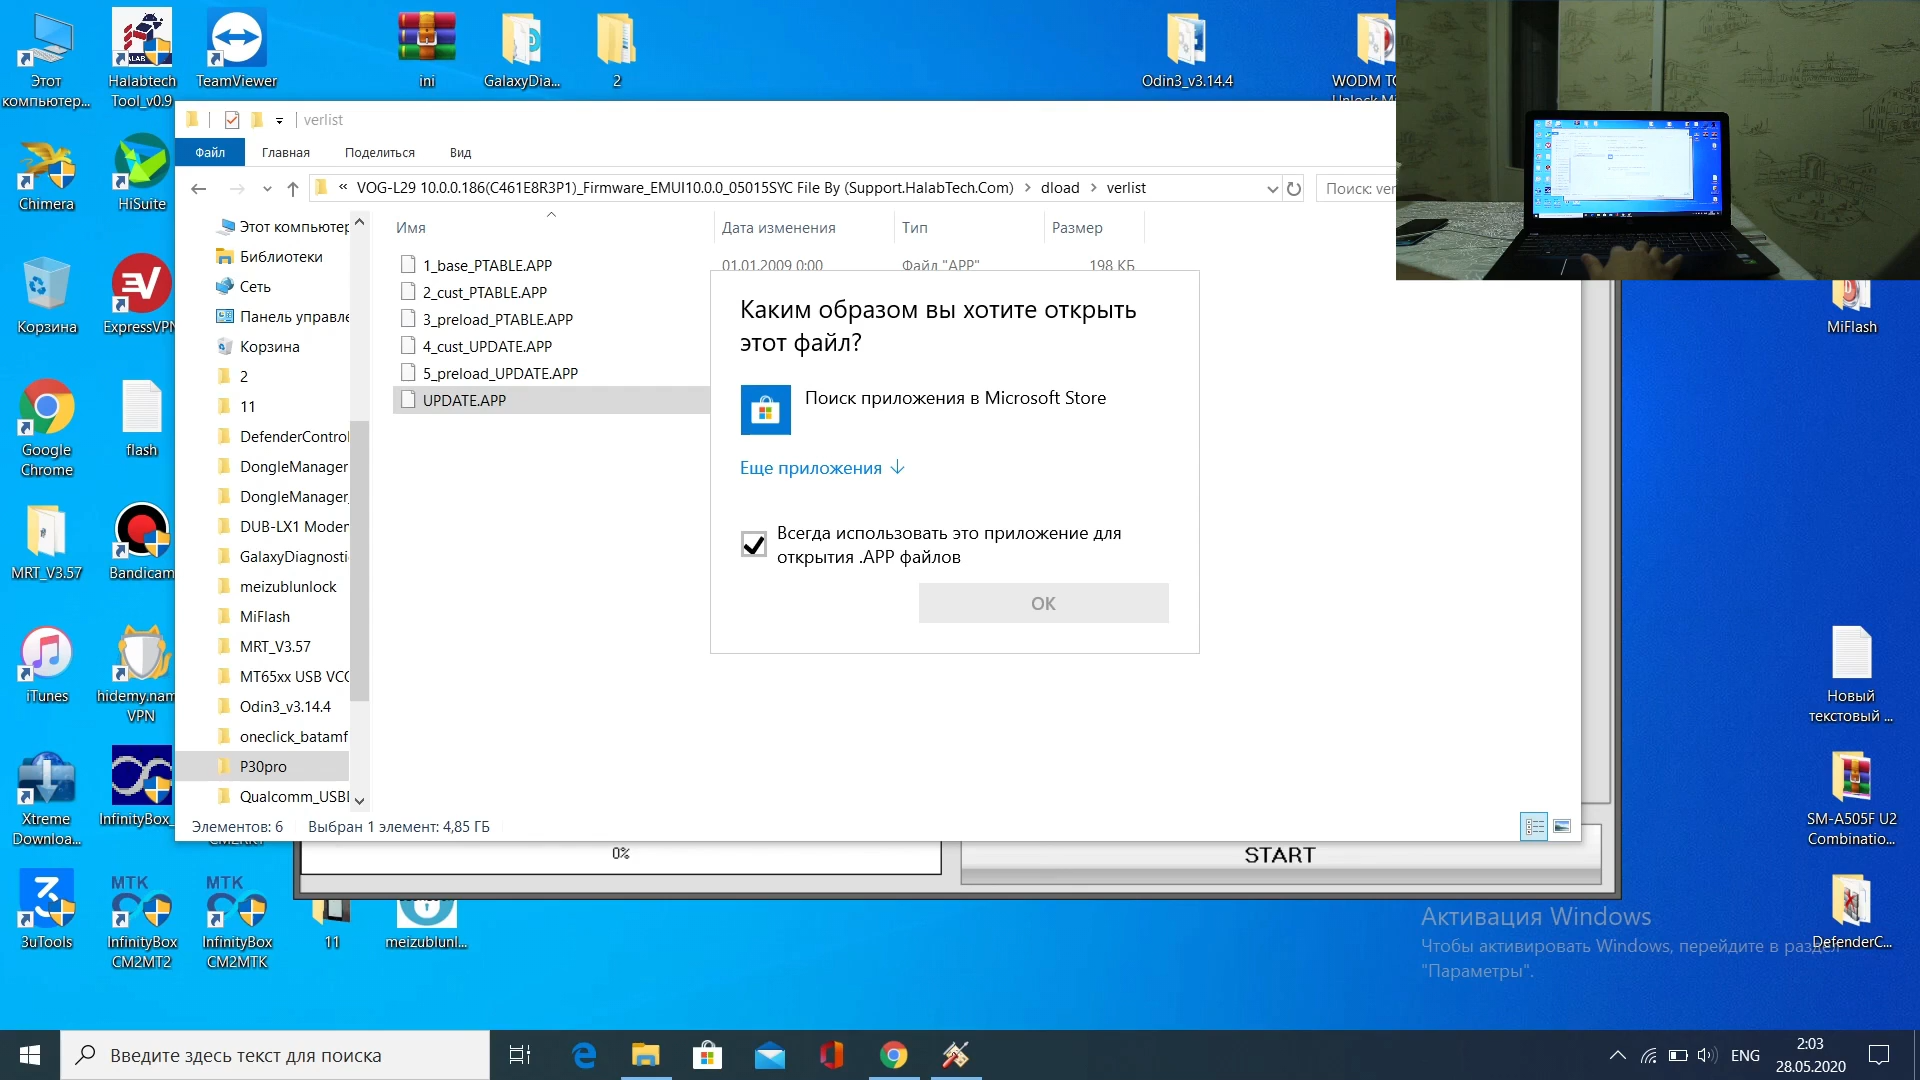 Этот
компьютер...
Halabtech
Tool_v0.9
TeamViewer
ini
GalaxyDia...
2
Odin3_v3.14.4
WODM TO
verlist
Файл
Главная
Поделиться
Вид
« VOG-L29 10.0.0.186(C461E8R3P1)_Firmware_EMUI10.0.0_05015SYC File By (Support.HalabTech.Com) > dload > verlist
Поиск: ver
Имя
Дата изменения
Тип
Размер
1_base_PTABLE.APP
01.01.2009 0:00
Файл "APP"
198 КБ
2_cust_PTABLE.APP
3_preload_PTABLE.APP
4_cust_UPDATE.APP
5_preload_UPDATE.APP
UPDATE.APP
Этот компьютер
Библиотеки
Сеть
Панель управле
Корзина
2
11
DefenderControl
DongleManager
DongleManager_
DUB-LX1 Moder
GalaxyDiagnosti
meizublunlock
MiFlash
MRT_V3.57
MT65xx USB VCO
Odin3_v3.14.4
oneclick_batamf
P30pro
Qualcomm_USBI
Элементов: 6
Выбран 1 элемент: 4,85 ГБ
Каким образом вы хотите открыть
этот файл?
Поиск приложения в Microsoft Store
Еще приложения
Всегда использовать это приложение для
открытия .APP файлов
ОК
Chimera
HiSuite
Корзина
ExpressVPN
Google
Chrome
flash
MRT_V3.57
Bandicam
iTunes
hidemy.nam
VPN
Xtreme
Downloa...
InfinityBox_
3uTools
MTK
InfinityBox
CM2MT2
MTK
InfinityBox
CM2MTK
11
meizublunl...
0%
START
MiFlash
Новый
текстовый ...
SM-A505F U2
Combinatio...
DefenderC...
Активация Windows
Чтобы активировать Windows, перейдите в раздел
"Параметры".
Введите здесь текст для поиска
ENG
2:03
28.05.2020